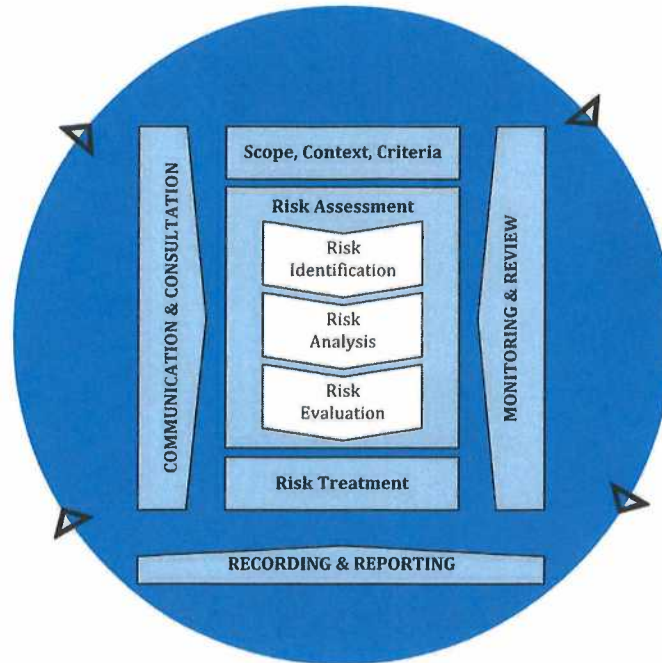 Scope, Context, Criteria
Risk Assessment
Risk
Identification
Risk
Analysis
Risk
Evaluation
Risk Treatment
COMMUNICATION & CONSULTATION
MONITORING & REVIEW
RECORDING & REPORTING